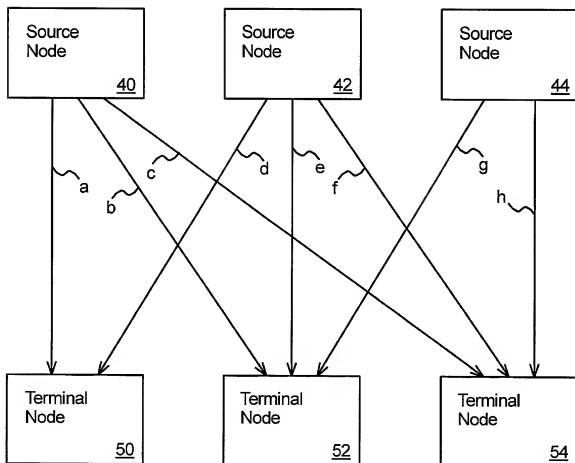 Source
Node
40
Source
Node
42
Source
Node
44
a
b
c
d
e
f
g
h
Terminal
Node
50
Terminal
Node
52
Terminal
Node
54